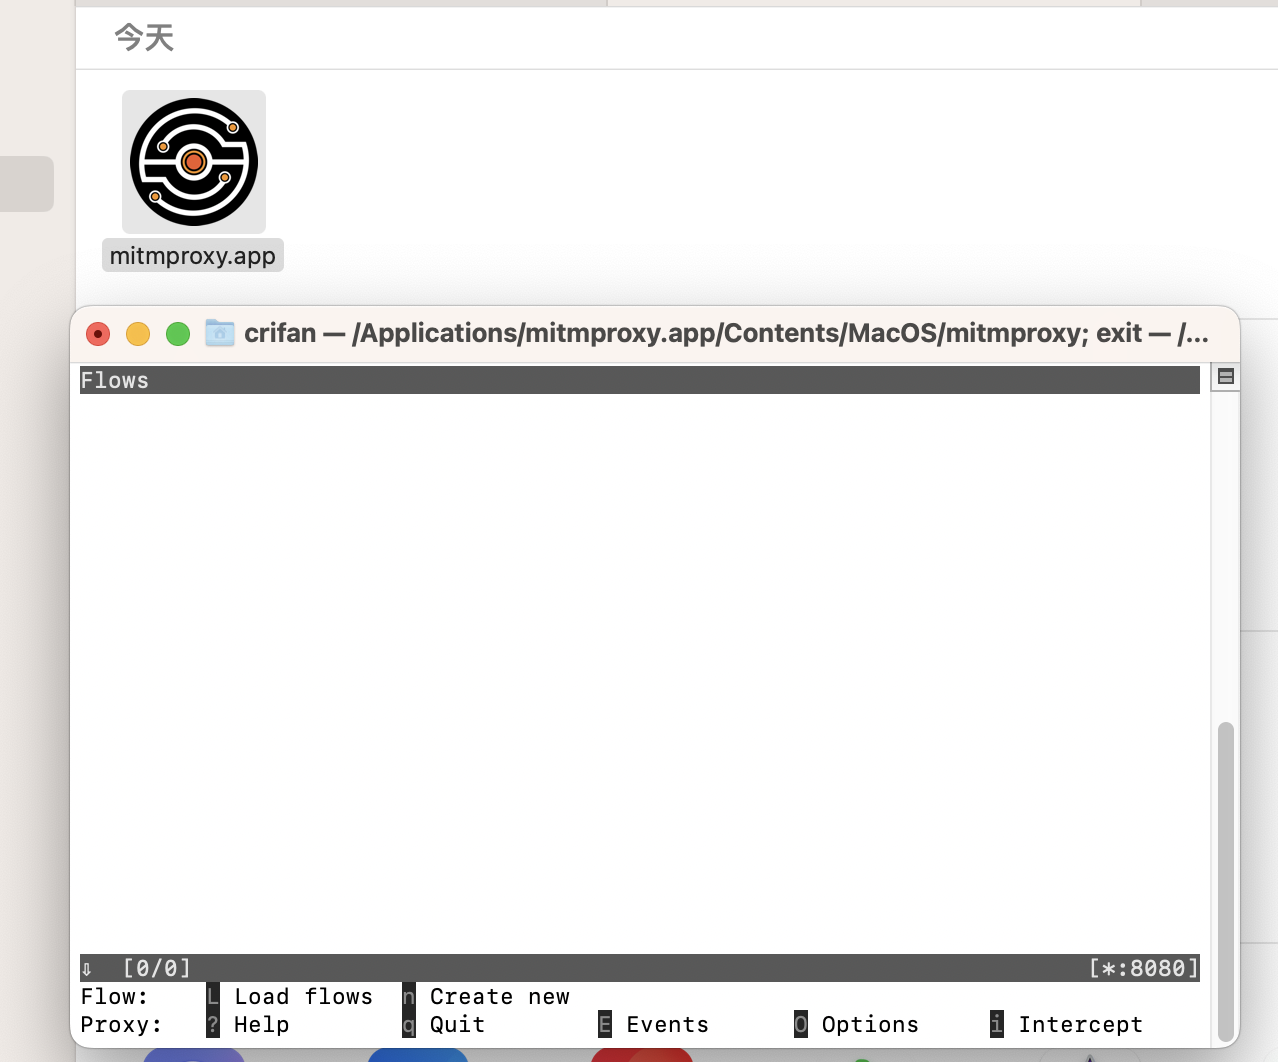 今天
mitmproxy.app
crifan — /Applications/mitmproxy.app/Contents/MacOS/mitmproxy; exit — /...
Flows
⇩ [0/0] [*:8080]
Flow: L Load flows n Create new
Proxy: ? Help q Quit E Events O Options i Intercept